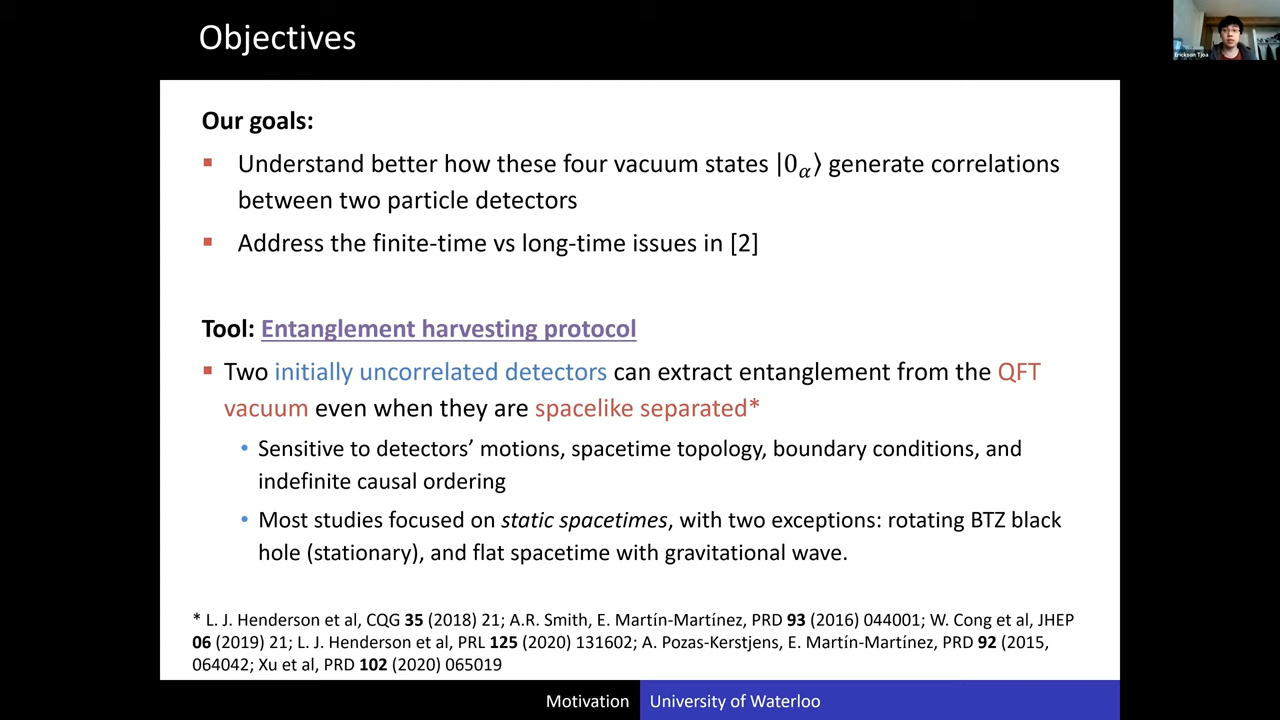 Objectives
Erickson Tjoa
Our goals:
▪ Understand better how these four vacuum states |0α⟩ generate correlations
between two particle detectors
▪ Address the finite-time vs long-time issues in [2]
Tool: Entanglement harvesting protocol
▪ Two initially uncorrelated detectors can extract entanglement from the QFT
vacuum even when they are spacelike separated*
• Sensitive to detectors’ motions, spacetime topology, boundary conditions, and
indefinite causal ordering
• Most studies focused on static spacetimes, with two exceptions: rotating BTZ black
hole (stationary), and flat spacetime with gravitational wave.
* L. J. Henderson et al, CQG 35 (2018) 21; A.R. Smith, E. Martín-Martínez, PRD 93 (2016) 044001; W. Cong et al, JHEP
06 (2019) 21; L. J. Henderson et al, PRL 125 (2020) 131602; A. Pozas-Kerstjens, E. Martín-Martínez, PRD 92 (2015,
064042; Xu et al, PRD 102 (2020) 065019
Motivation University of Waterloo